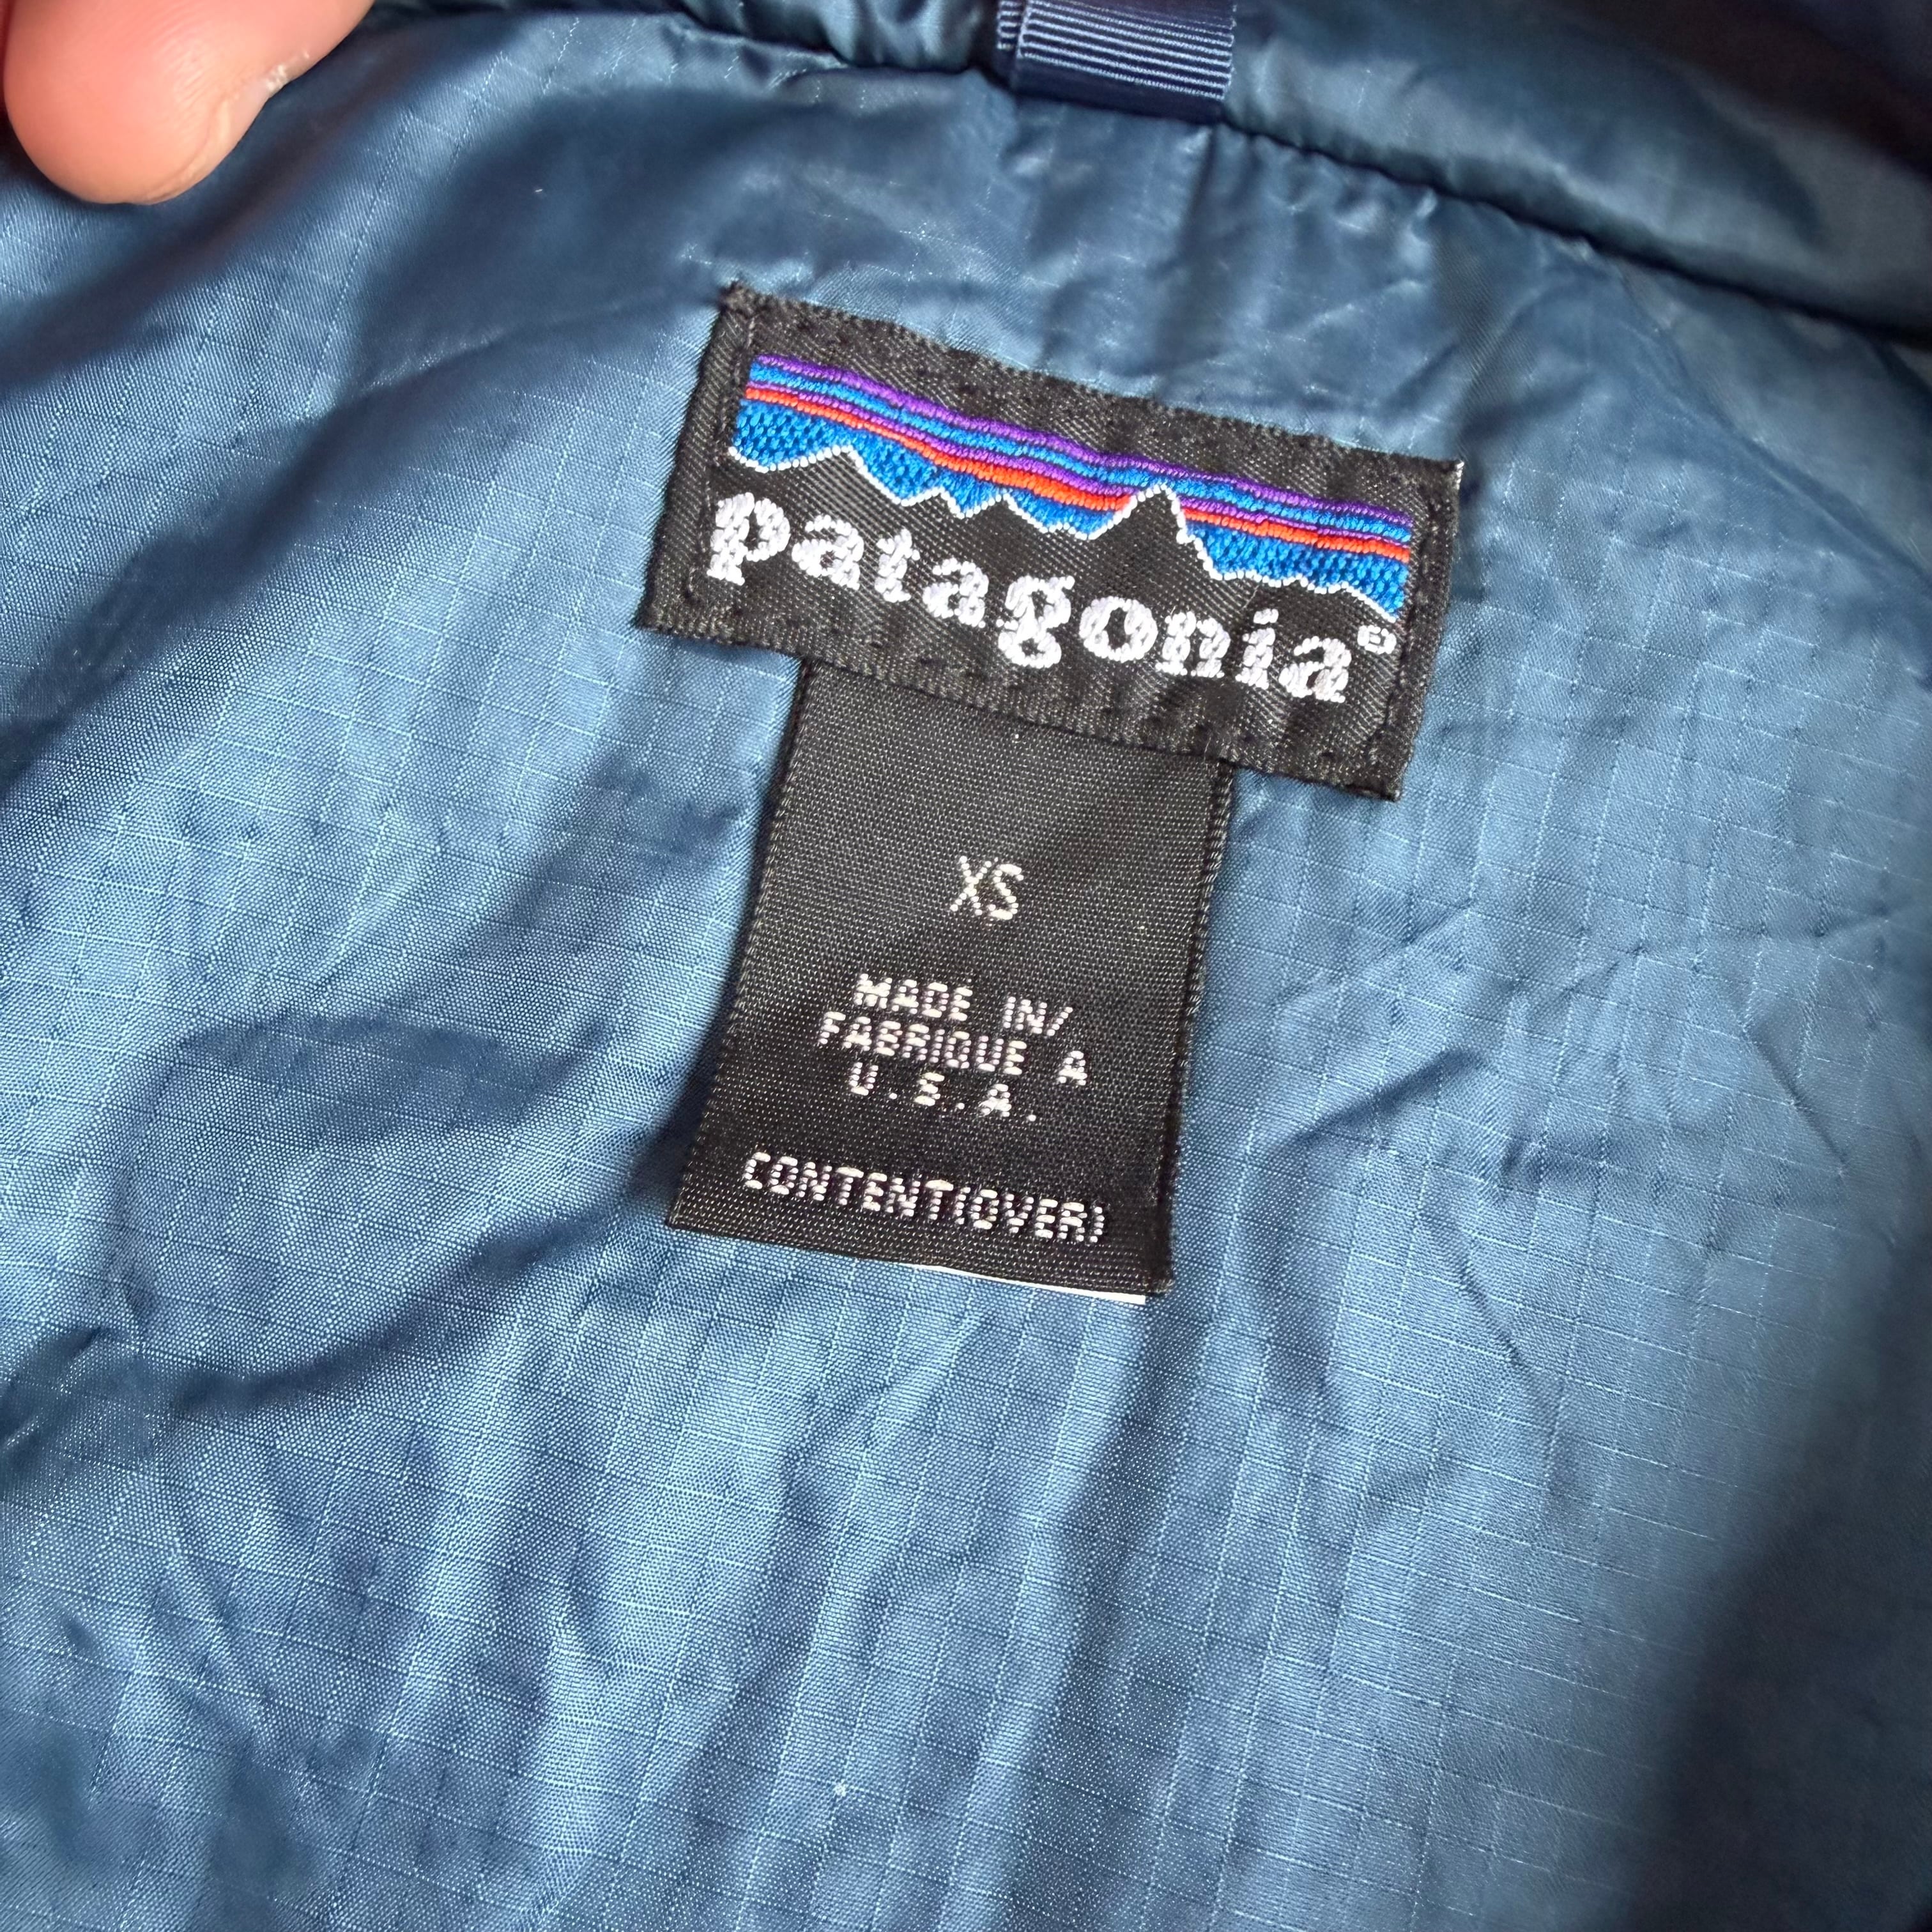 patagonia®
XS
MADE IN/
FABRIQUE A
U.S.A.
CONTENT(OVER)